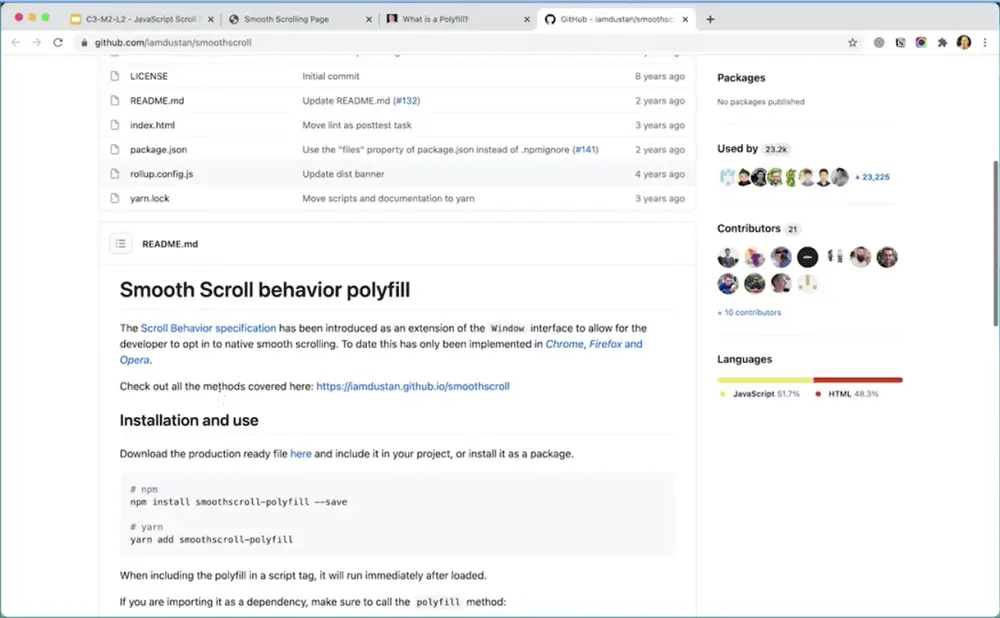 C3-M2-L2 - JavaScript Scroll
Smooth Scrolling Page
What is a Polyfill?
GitHub - iamdustan/smoothsc
github.com/iamdustan/smoothscroll
LICENSE Initial commit 8 years ago
README.md Update README.md (#132) 2 years ago
index.html Move lint as posttest task 3 years ago
package.json Use the "files" property of package.json instead of .npmignore (#141) 2 years ago
rollup.config.js Update dist banner 4 years ago
yarn.lock Move scripts and documentation to yarn 3 years ago
README.md
Smooth Scroll behavior polyfill
The Scroll Behavior specification has been introduced as an extension of the Window interface to allow for the
developer to opt in to native smooth scrolling. To date this has only been implemented in Chrome, Firefox and
Opera.
Check out all the methods covered here: https://iamdustan.github.io/smoothscroll
Installation and use
Download the production ready file here and include it in your project, or install it as a package.
# npm
npm install smoothscroll-polyfill --save
# yarn
yarn add smoothscroll-polyfill
When including the polyfill in a script tag, it will run immediately after loaded.
If you are importing it as a dependency, make sure to call the polyfill method:
Packages
No packages published
Used by 23.2k
+ 23,225
Contributors 21
+ 10 contributors
Languages
JavaScript 51.7% HTML 48.3%